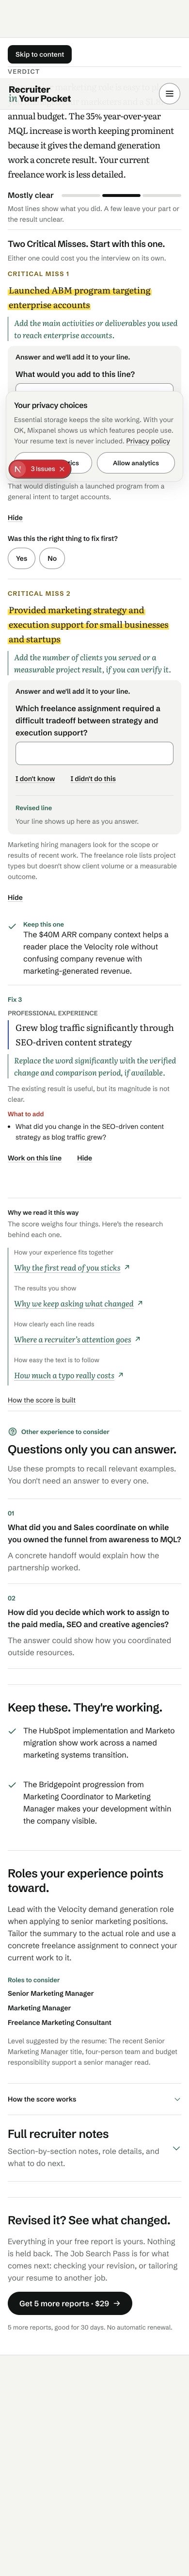 Skip to content
VERDICT
Recruiter
in Your Pocket
annual budget. The 35% year-over-year
MQL increase is worth keeping prominent
because it gives the demand generation
work a concrete result. Your current
freelance work is less detailed.
Mostly clear
Most lines show what you did. A few leave your part or
the result unclear.
Two Critical Misses. Start with this one.
Either one could cost you the interview on its own.
CRITICAL MISS 1
Launched ABM program targeting
enterprise accounts
Add the main activities or deliverables you used
to reach enterprise accounts.
Answer and we'll add it to your line.
What would you add to this line?
Your privacy choices
Essential storage keeps the site working. With your
OK, Mixpanel shows us which features people use.
Your resume text is never included. Privacy policy
N 3 Issues
Allow analytics
That would distinguish a launched program from a
general intent to target accounts.
Hide
Was this the right thing to fix first?
Yes
No
CRITICAL MISS 2
Provided marketing strategy and
execution support for small businesses
and startups
Add the number of clients you served or a
measurable project result, if you can verify it.
Answer and we'll add it to your line.
Which freelance assignment required a
difficult tradeoff between strategy and
execution support?
I don't know I didn't do this
Revised line
Your line shows up here as you answer.
Marketing hiring managers look for the scope or
results of recent work. The freelance role lists project
types but doesn't show client volume or a measurable
outcome.
Hide
Keep this one
The $40M ARR company context helps a
reader place the Velocity role without
confusing company revenue with
marketing-generated revenue.
Fix 3
PROFESSIONAL EXPERIENCE
Grew blog traffic significantly through
SEO-driven content strategy
Replace the word significantly with the verified
change and comparison period, if available.
The existing result is useful, but its magnitude is not
clear.
What to add
What did you change in the SEO-driven content
strategy as blog traffic grew?
Work on this line Hide
Why we read it this way
The score weighs four things. Here's the research
behind each one.
How your experience fits together
Why the first read of you sticks ↗
The results you show
Why we keep asking what changed ↗
How clearly each line reads
Where a recruiter's attention goes ↗
How easy the text is to follow
How much a typo really costs ↗
How the score is built
Other experience to consider
Questions only you can answer.
Use these prompts to recall relevant examples.
You don't need an answer to every one.
01
What did you and Sales coordinate on while
you owned the funnel from awareness to MQL?
A concrete handoff would explain how the
partnership worked.
02
How did you decide which work to assign to
the paid media, SEO and creative agencies?
The answer could show how you coordinated
outside resources.
Keep these. They're working.
The HubSpot implementation and Marketo
migration show work across a named
marketing systems transition.
The Bridgepoint progression from
Marketing Coordinator to Marketing
Manager makes your development within
the company visible.
Roles your experience points
toward.
Lead with the Velocity demand generation role
when applying to senior marketing positions.
Tailor the summary to the actual role and use a
concrete freelance assignment to connect your
current work to it.
Roles to consider
Senior Marketing Manager
Marketing Manager
Freelance Marketing Consultant
Level suggested by the resume: The recent Senior
Marketing Manager title, four-person team and budget
responsibility support a senior manager read.
How the score works
Full recruiter notes
Section-by-section notes, role details, and
what to do next.
Revised it? See what changed.
Everything in your free report is yours. Nothing
is held back. The Job Search Pass is for what
comes next: checking your revision, or tailoring
your resume to another job.
Get 5 more reports · $29 →
5 more reports, good for 30 days. No automatic renewal.